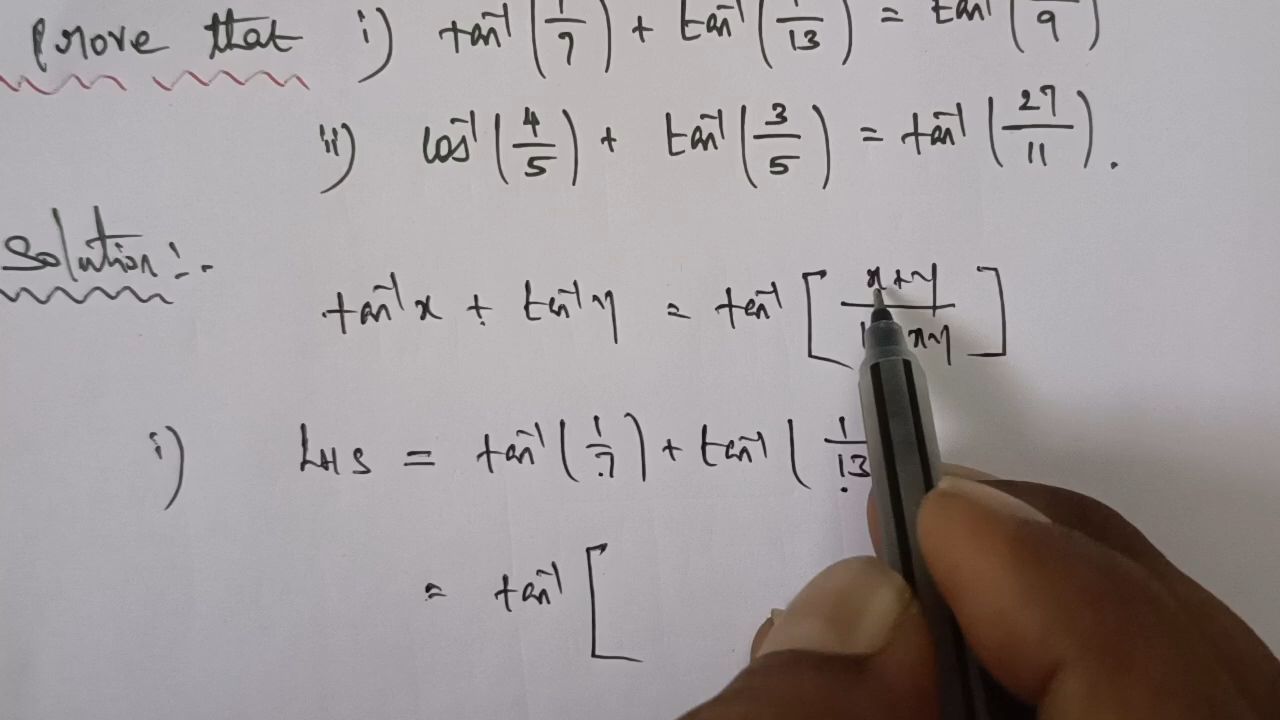 Prove that i) tan⁻¹(1/7) + tan⁻¹(1/13) = tan⁻¹( /9)
ii) cos⁻¹(4/5) + tan⁻¹(3/5) = tan⁻¹(27/11).
Solution:-
tan⁻¹x + tan⁻¹y = tan⁻¹[(x+y)/(1 xy)]
i) LHS = tan⁻¹(1/7) + tan⁻¹(1/13
= tan⁻¹[